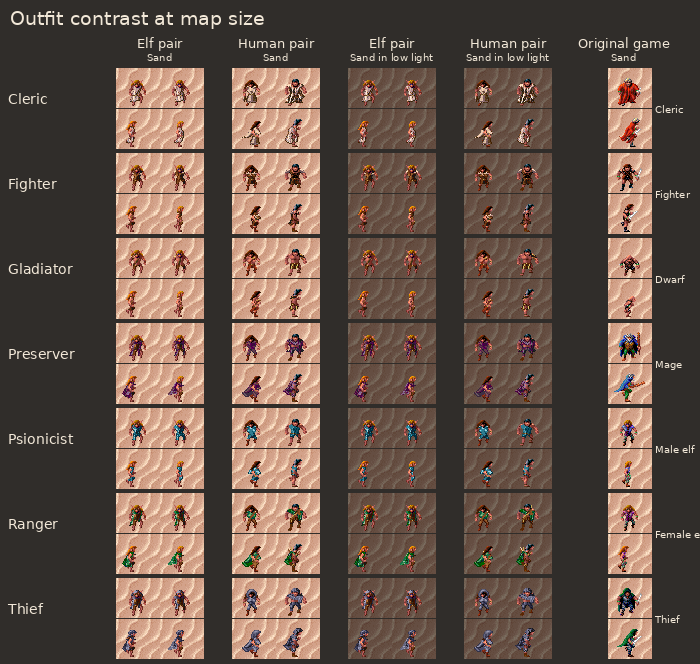 Outfit contrast at map size
Elf pair
Sand
Human pair
Sand
Elf pair
Sand in low light
Human pair
Sand in low light
Original game
Sand
Cleric
Cleric
Fighter
Fighter
Gladiator
Dwarf
Preserver
Mage
Psionicist
Male elf
Ranger
Female e
Thief
Thief